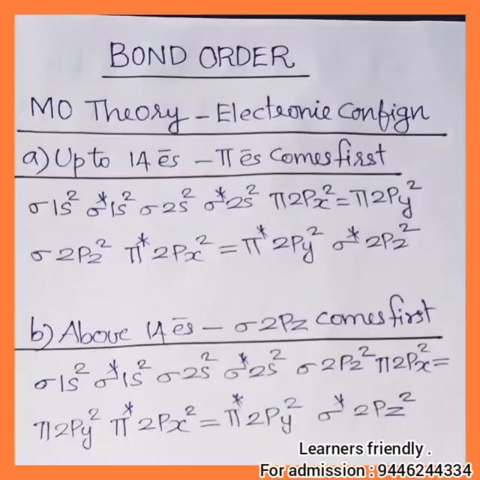 BOND ORDER
MO Theory - Electronic Confign
a) Upto 14 ēs - π ēs comes first
σ1s² σ*1s² σ2s² σ*2s² π2Px² = π2Py²
σ2Pz² π*2Px² = π*2Py² σ*2Pz²
b) Above 14 ēs - σ2Pz comes first
σ1s² σ*1s² σ2s² σ*2s² σ2Pz² π2Px² =
π2Py² π*2Px² = π*2Py² σ*2Pz²
Learners friendly .
For admission : 9446244334